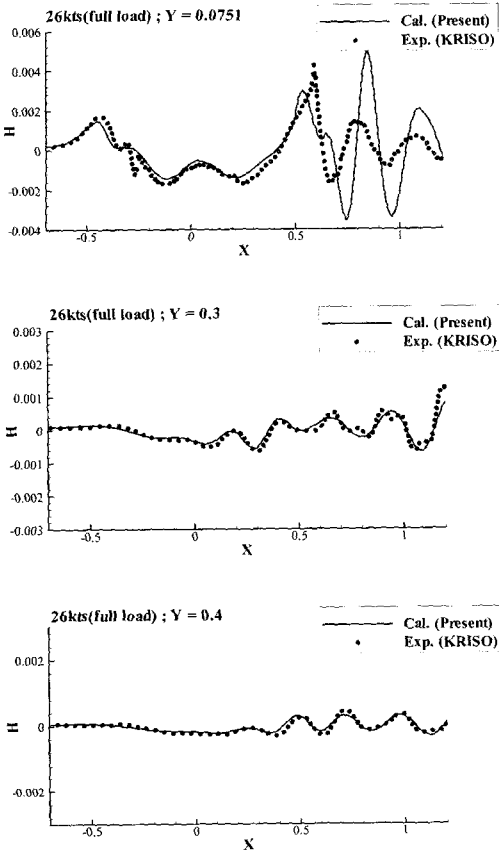 26kts(full load) ; Y = 0.0751
Cal. (Present)
Exp. (KRISO)
0.006
0.004
0.002
0
-0.002
-0.004
H
-0.5
0
0.5
1
X
26kts(full load) ; Y = 0.3
Cal. (Present)
Exp. (KRISO)
0.003
0.002
0.001
0
-0.001
-0.002
-0.003
H
-0.5
0
0.5
1
X
26kts(full load) ; Y = 0.4
Cal. (Present)
Exp. (KRISO)
0.002
0
-0.002
H
-0.5
0
0.5
1
X